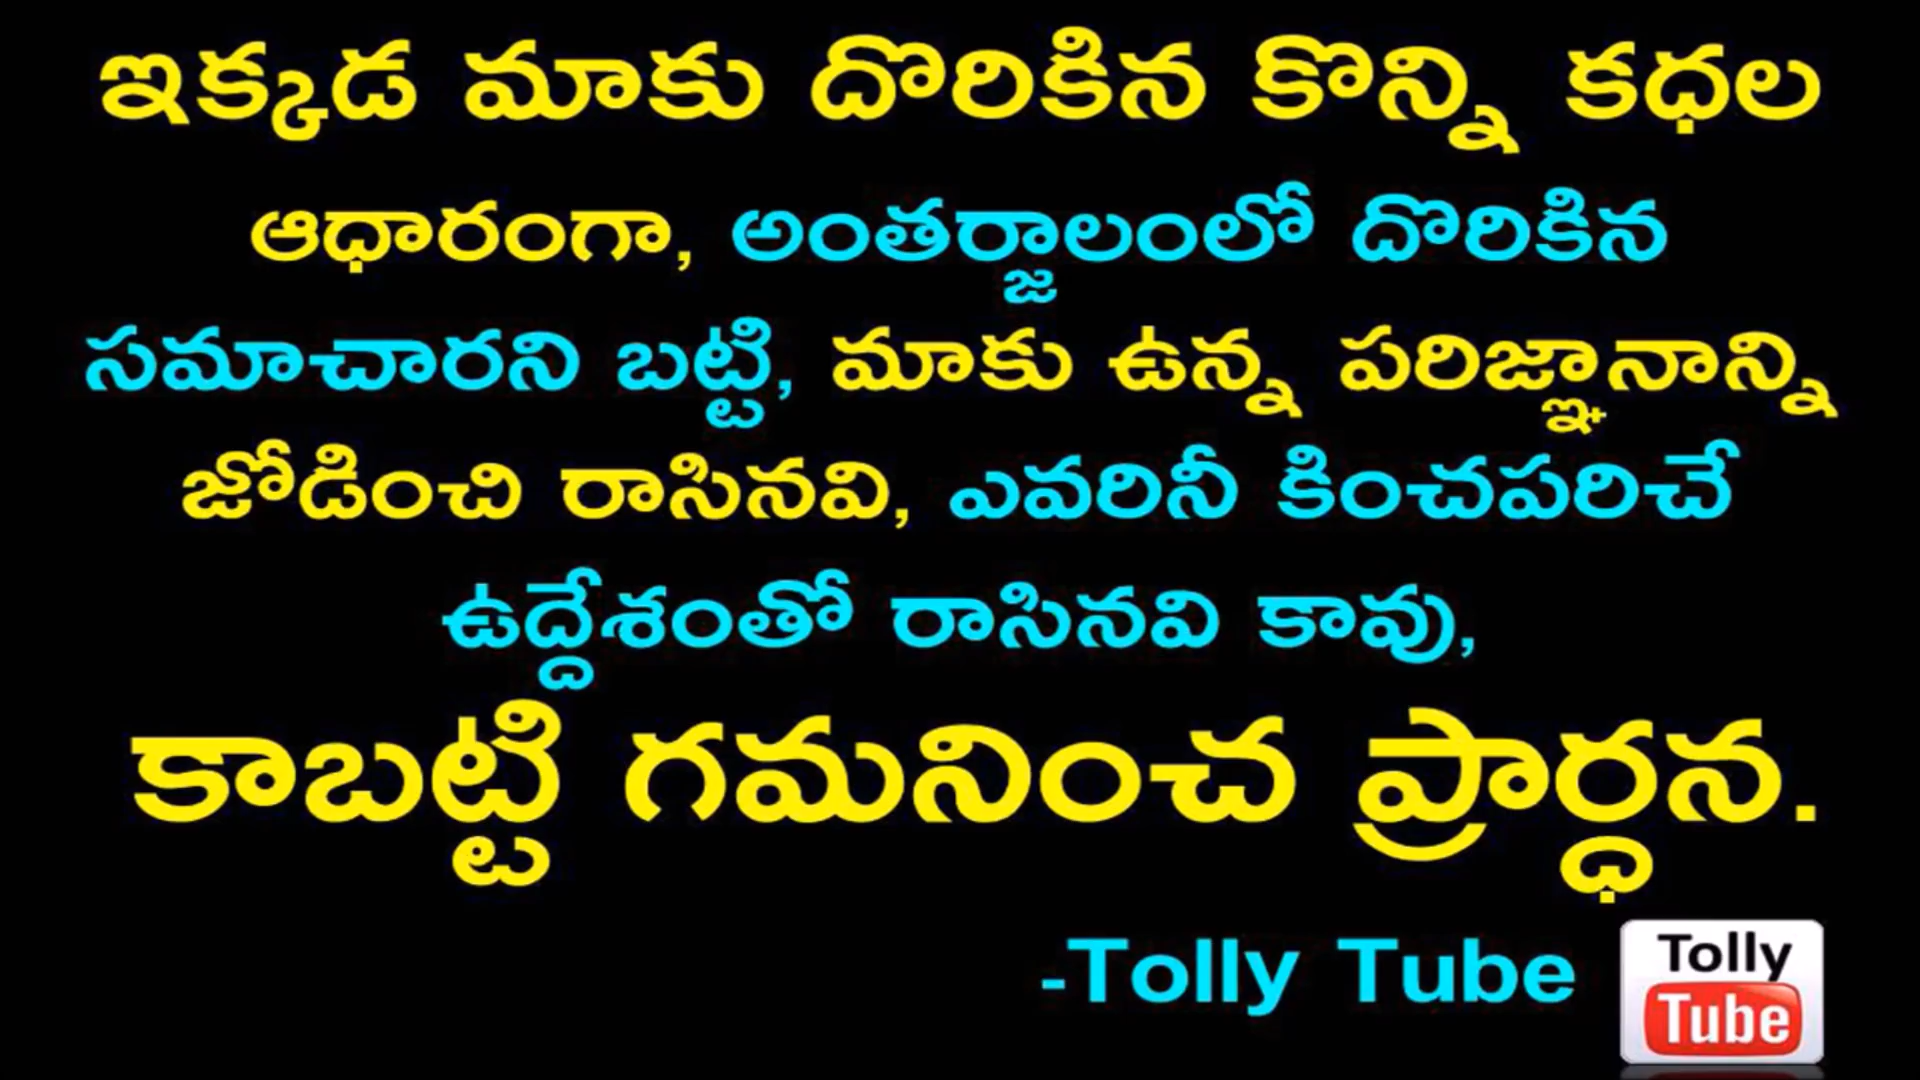 ఇక్కడ మాకు దొరికిన కొన్ని కధల
ఆధారంగా, అంతర్జాలంలో దొరికిన
సమాచారని బట్టి, మాకు ఉన్న పరిజ్ఞానాన్ని
జోడించి రాసినవి, ఎవరినీ కించపరిచే
ఉద్దేశంతో రాసినవి కావు,
కాబట్టి గమనించ ప్రార్ధన.
-Tolly Tube
Tolly
Tube